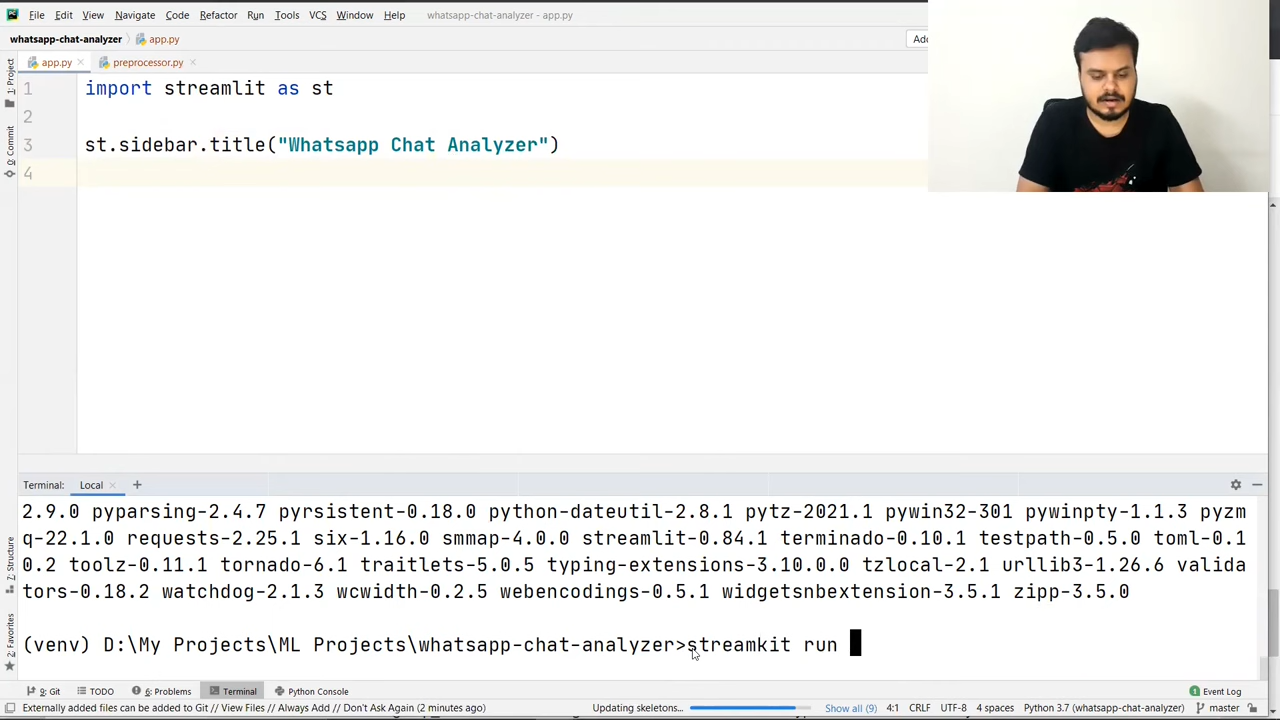 File Edit View Navigate Code Refactor Run Tools VCS Window Help whatsapp-chat-analyzer - app.py
whatsapp-chat-analyzer app.py
app.py preprocessor.py
1: Project
0: Commit
7: Structure
2: Favorites
1 import streamlit as st
2
3 st.sidebar.title("Whatsapp Chat Analyzer")
4
Terminal: Local +
2.9.0 pyparsing-2.4.7 pyrsistent-0.18.0 python-dateutil-2.8.1 pytz-2021.1 pywin32-301 pywinpty-1.1.3 pyzm
q-22.1.0 requests-2.25.1 six-1.16.0 smmap-4.0.0 streamlit-0.84.1 terminado-0.10.1 testpath-0.5.0 toml-0.1
0.2 toolz-0.11.1 tornado-6.1 traitlets-5.0.5 typing-extensions-3.10.0.0 tzlocal-2.1 urllib3-1.26.6 valida
tors-0.18.2 watchdog-2.1.3 wcwidth-0.2.5 webencodings-0.5.1 widgetsnbextension-3.5.1 zipp-3.5.0
(venv) D:\My Projects\ML Projects\whatsapp-chat-analyzer>streamkit run
9: Git TODO 6: Problems Terminal Python Console Event Log
Externally added files can be added to Git // View Files // Always Add // Don't Ask Again (2 minutes ago) Updating skeletons... Show all (9) 4:1 CRLF UTF-8 4 spaces Python 3.7 (whatsapp-chat-analyzer) master